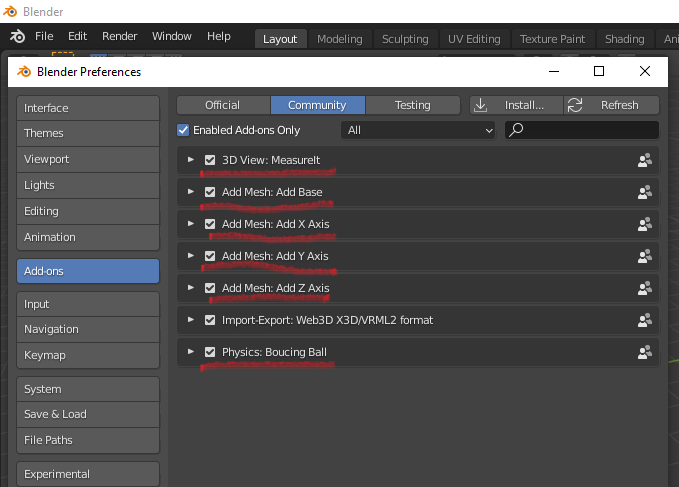 Blender
File Edit Render Window Help Layout Modeling Sculpting UV Editing Texture Paint Shading Ani
Blender Preferences
Interface
Themes
Viewport
Lights
Editing
Animation
Add-ons
Input
Navigation
Keymap
System
Save & Load
File Paths
Experimental
Official Community Testing Install... Refresh
Enabled Add-ons Only All
3D View: MeasureIt
Add Mesh: Add Base
Add Mesh: Add X Axis
Add Mesh: Add Y Axis
Add Mesh: Add Z Axis
Import-Export: Web3D X3D/VRML2 format
Physics: Boucing Ball